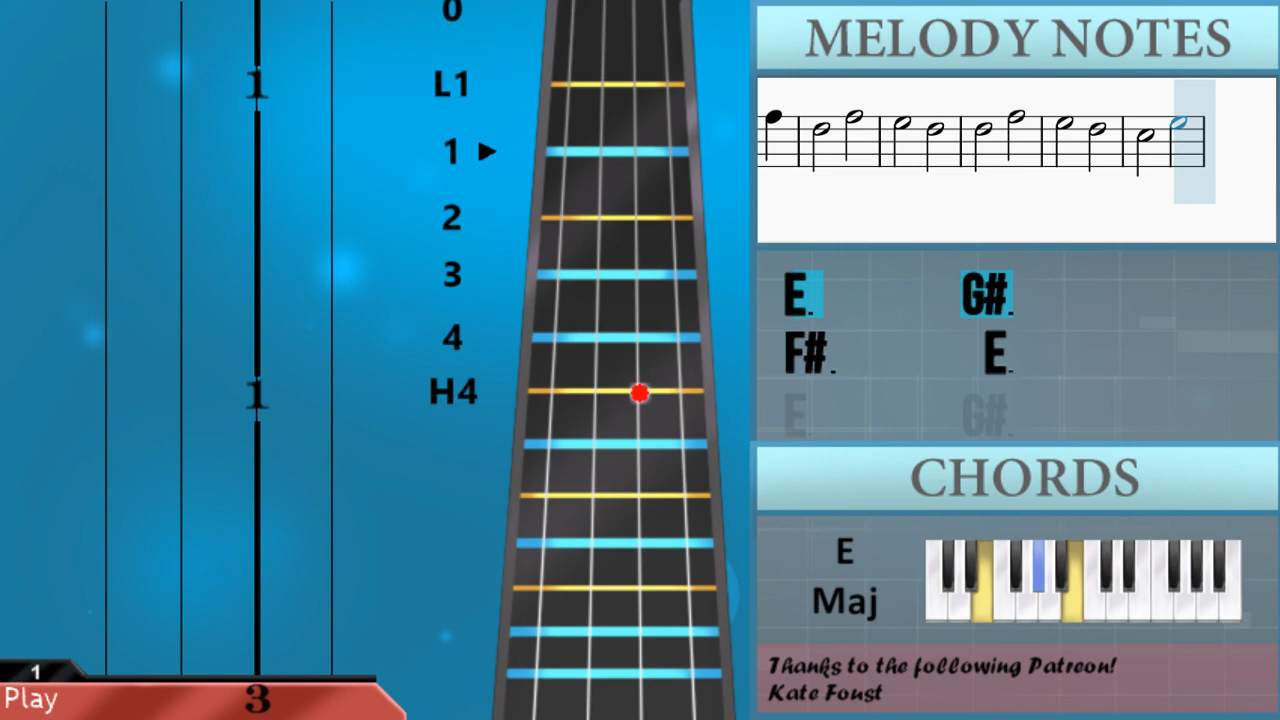 0
L1
1
1
2
3
4
1
H4
1
Play
3
MELODY NOTES
E. G#.
F#. E.
E G#.
CHORDS
E
Maj
Thanks to the following Patreon!
Kate Foust